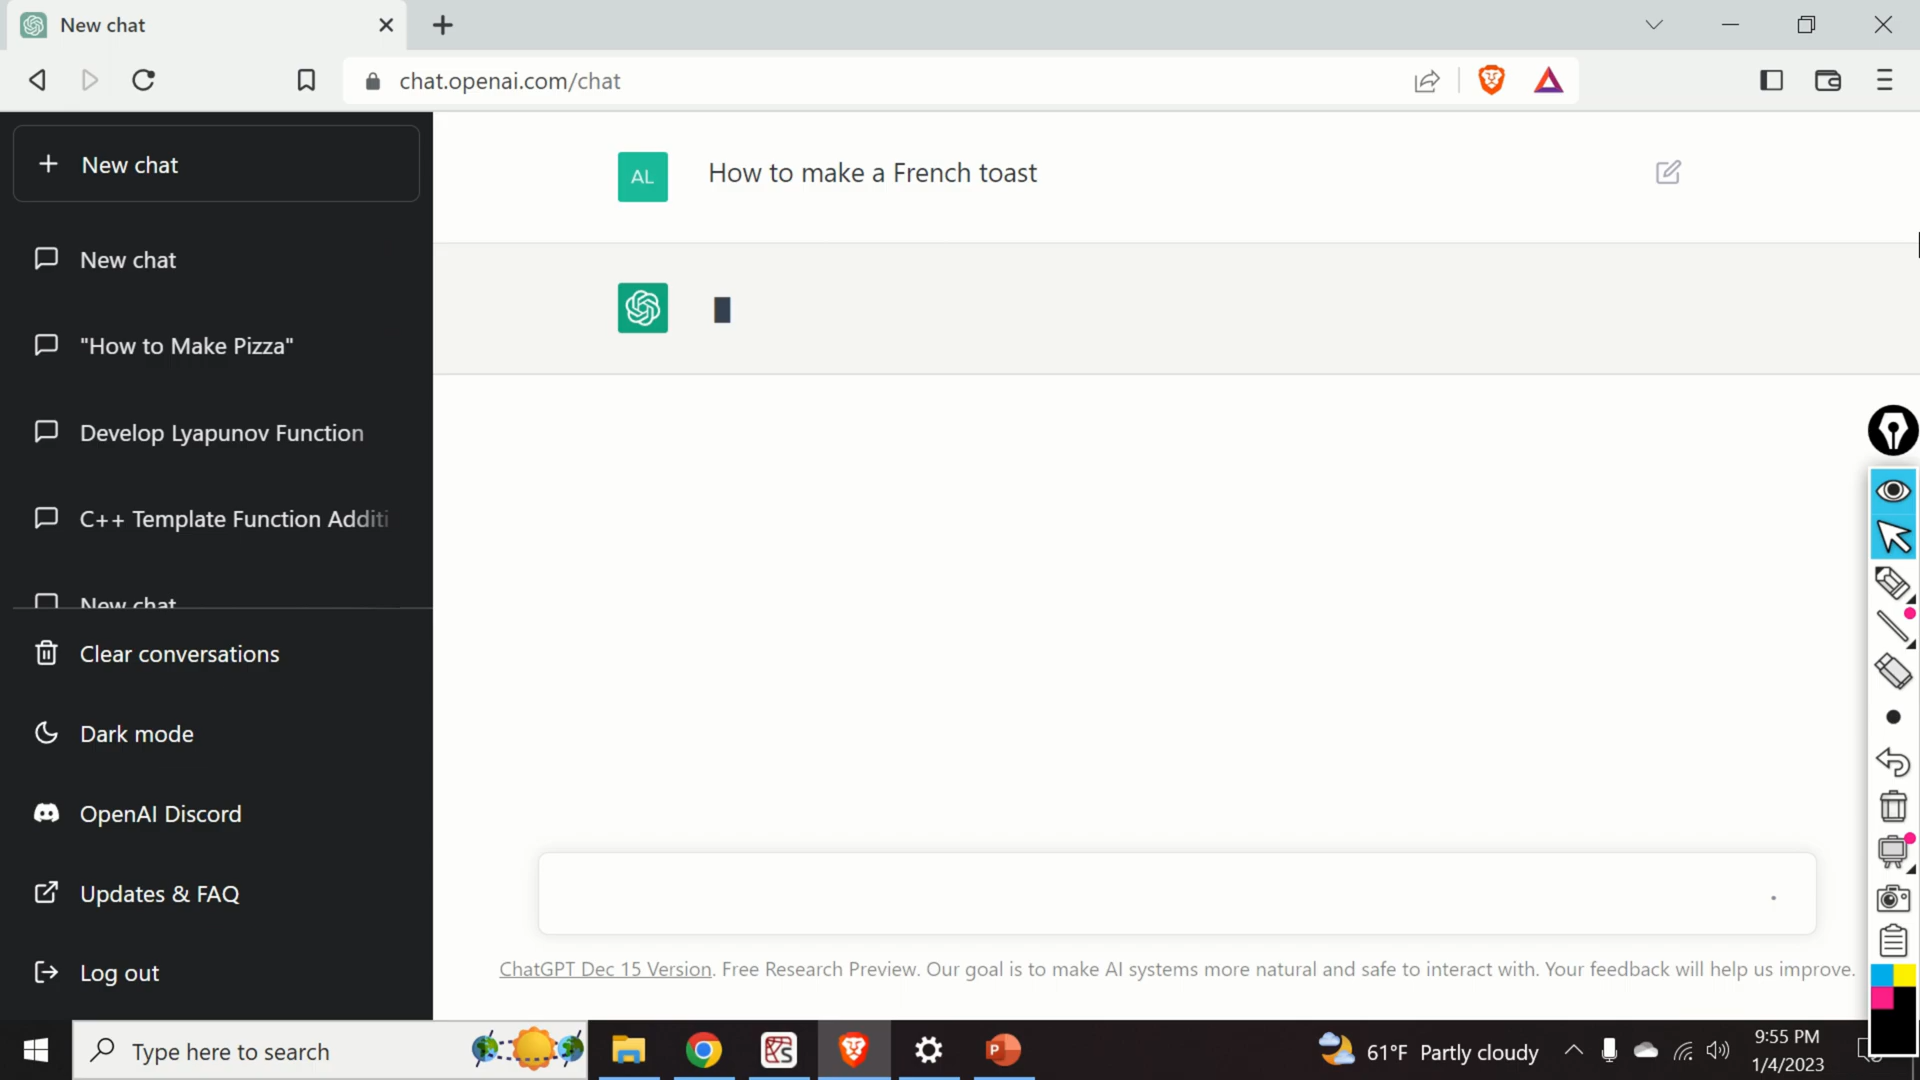 New chat
chat.openai.com/chat
New chat
New chat
"How to Make Pizza"
Develop Lyapunov Function
C++ Template Function Additi
New chat
Clear conversations
Dark mode
OpenAI Discord
Updates & FAQ
Log out
AL
How to make a French toast
ChatGPT Dec 15 Version. Free Research Preview. Our goal is to make AI systems more natural and safe to interact with. Your feedback will help us improve.
Type here to search
61°F Partly cloudy
9:55 PM
1/4/2023